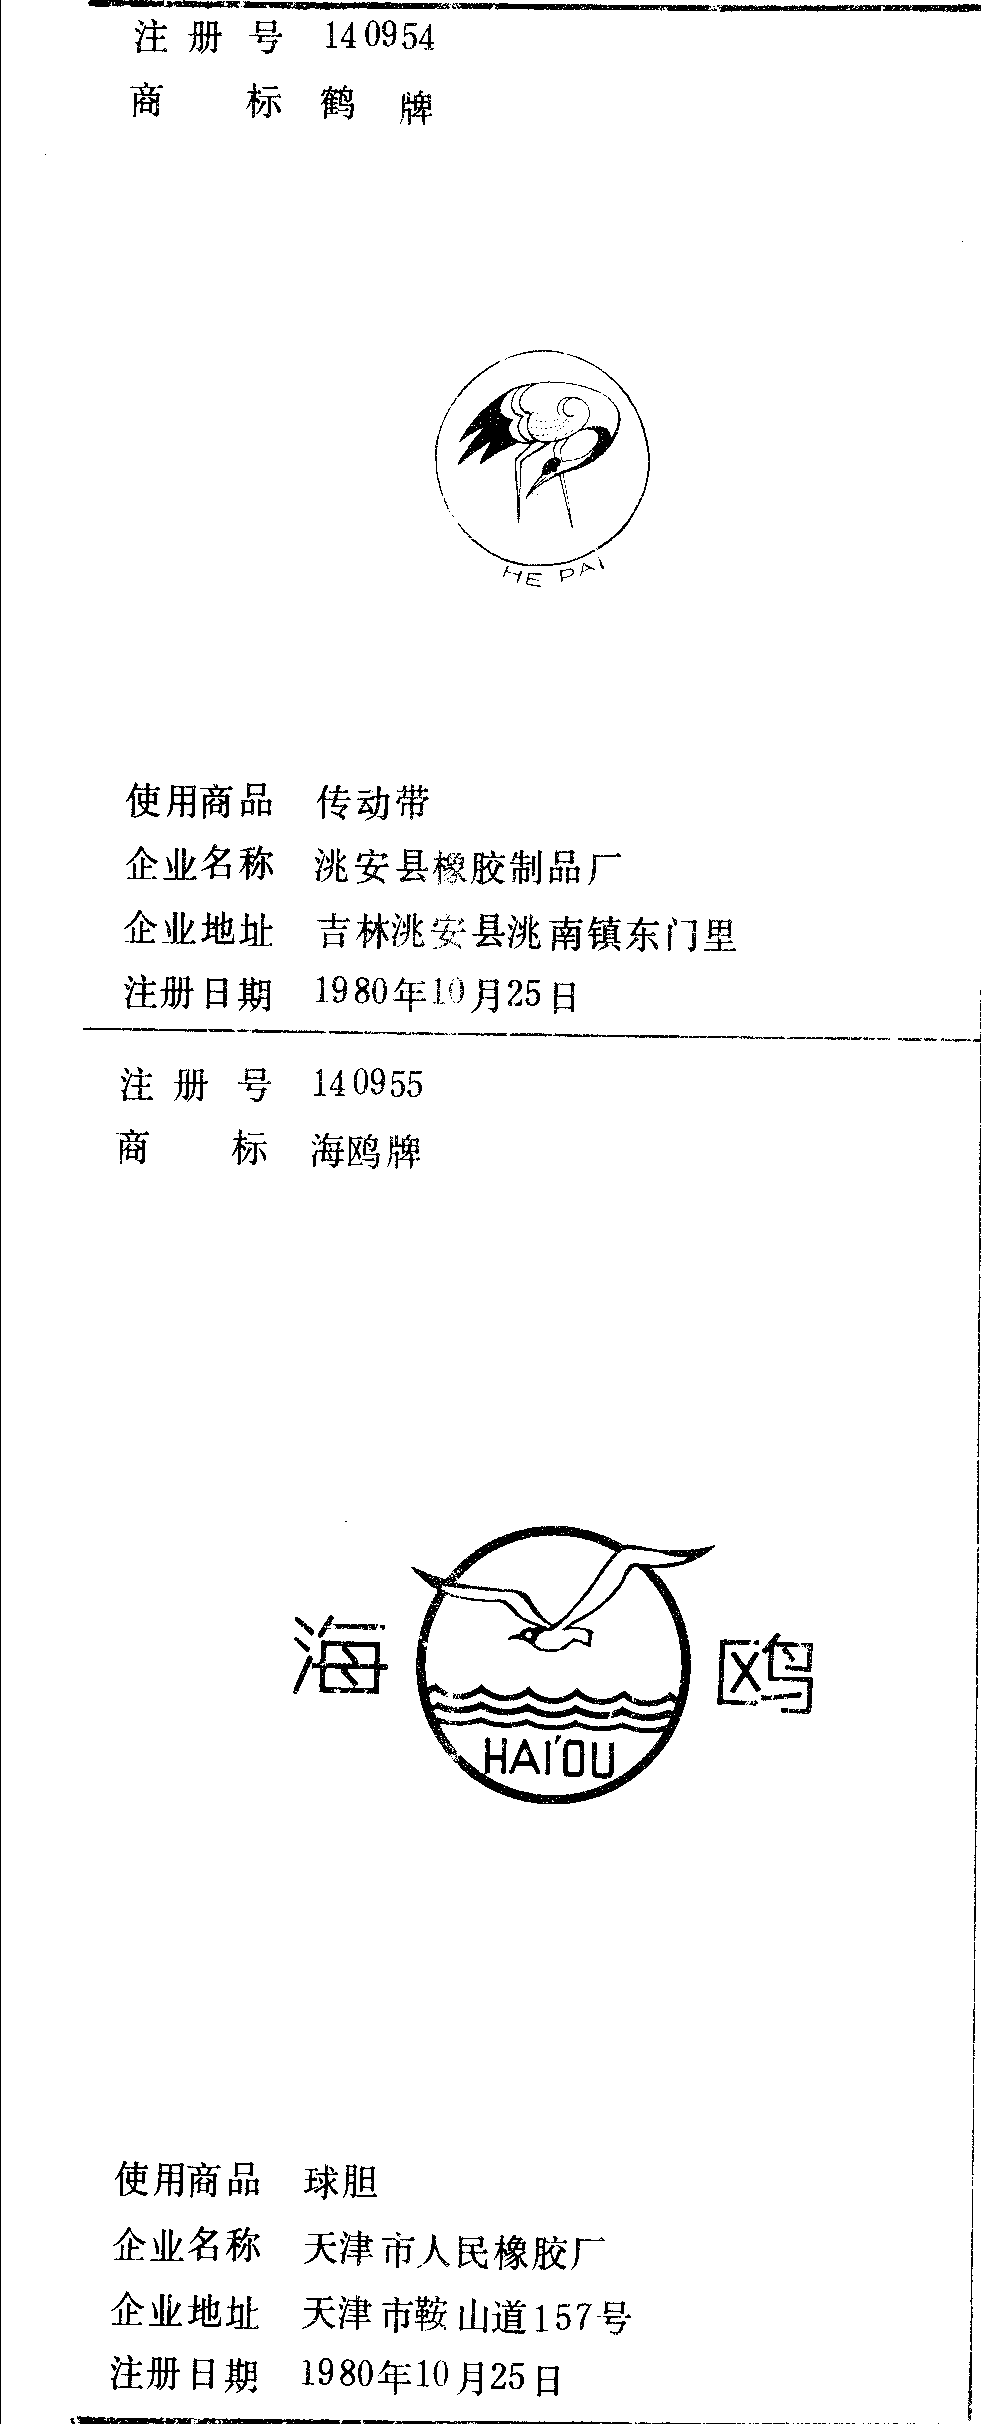 注册号 140954
商标 鹤牌
HE PAI
使用商品 传动带
企业名称 洮安县橡胶制品厂
企业地址 吉林洮安县洮南镇东门里
注册日期 1980年10月25日
注册号 140955
商标 海鸥牌
海 鸥
HAI'OU
使用商品 球胆
企业名称 天津市人民橡胶厂
企业地址 天津市鞍山道157号
注册日期 1980年10月25日